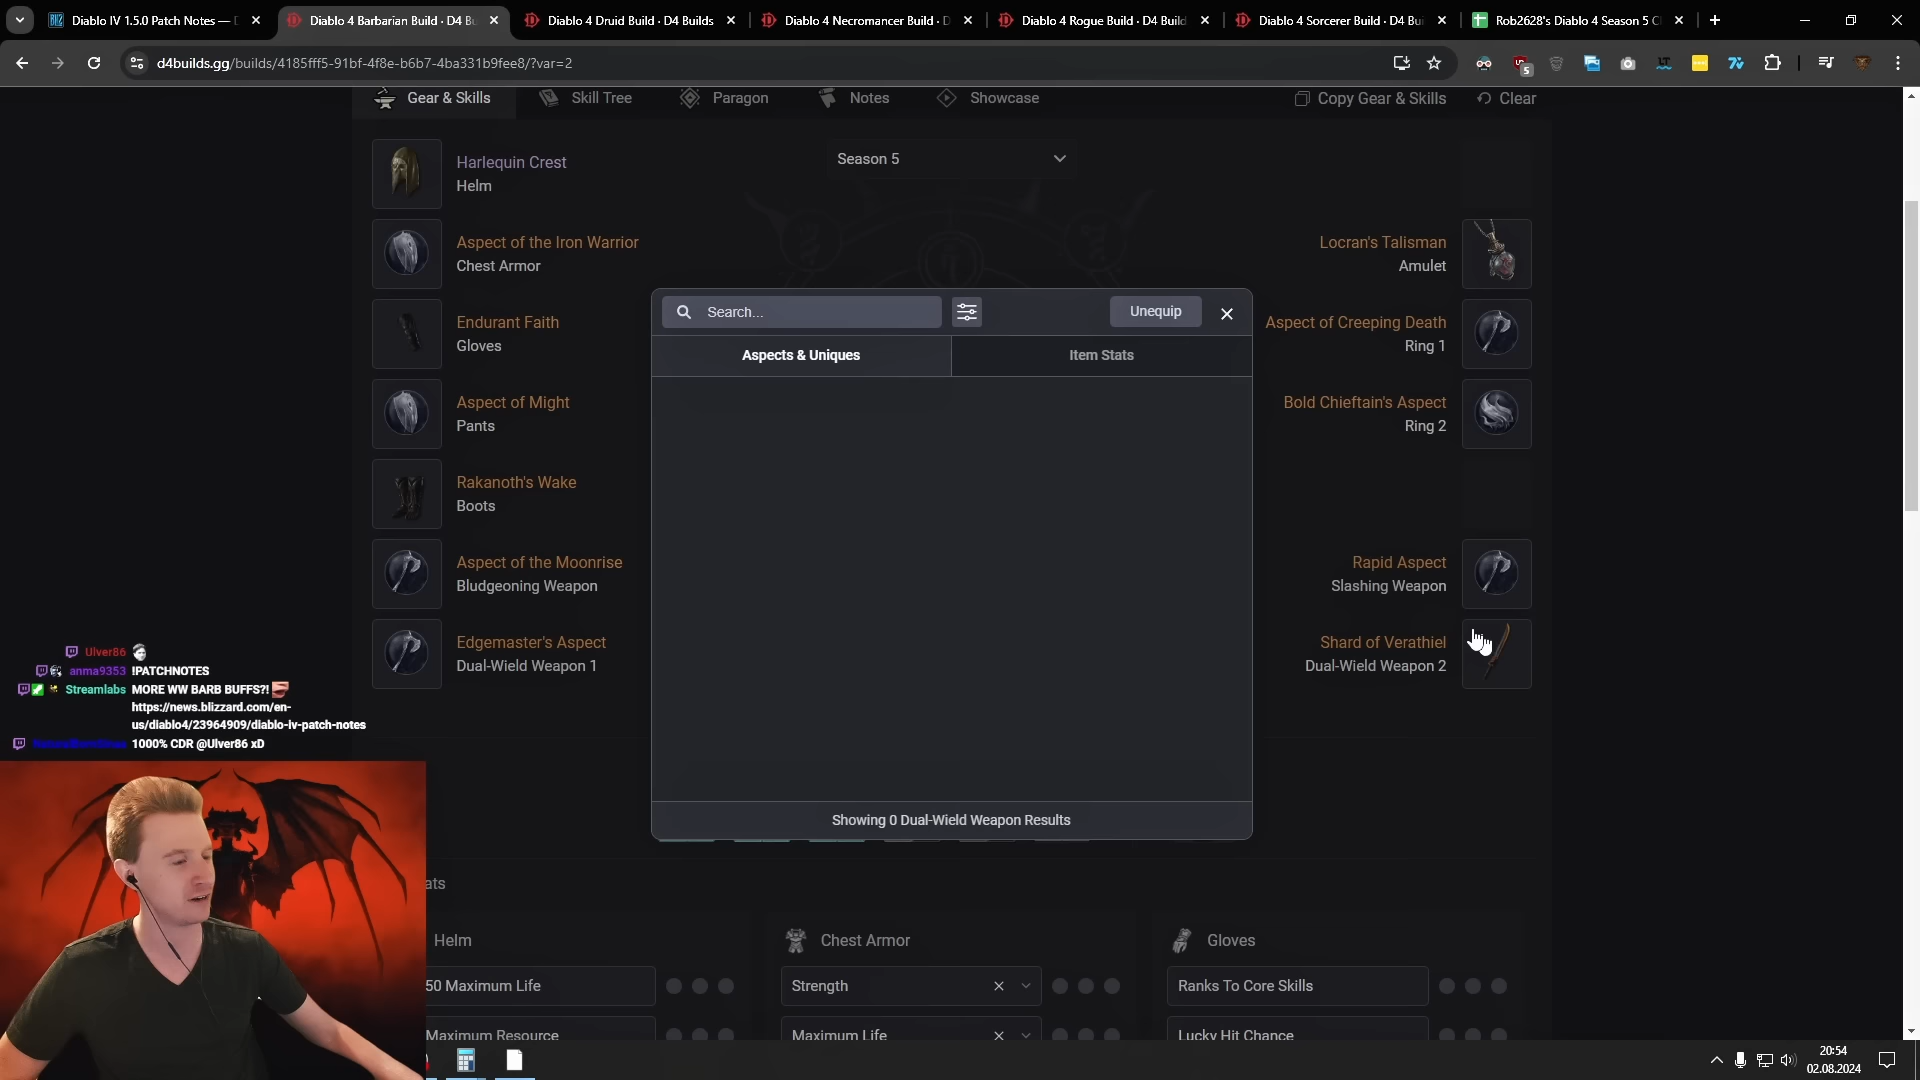 Diablo IV 1.5.0 Patch Notes — D
Diablo 4 Barbarian Build · D4 Bu
Diablo 4 Druid Build · D4 Builds
Diablo 4 Necromancer Build · D
Diablo 4 Rogue Build · D4 Build
Diablo 4 Sorcerer Build · D4 Bui
Rob2628's Diablo 4 Season 5 C
d4builds.gg/builds/4185fff5-91bf-4f8e-b6b7-4ba331b9fee8/?var=2
5
Gear & Skills
Skill Tree
Paragon
Notes
Showcase
Copy Gear & Skills
Clear
Harlequin Crest
Helm
Season 5
Aspect of the Iron Warrior
Chest Armor
Locran's Talisman
Amulet
Search...
Unequip
Endurant Faith
Gloves
Aspect of Creeping Death
Ring 1
Aspects & Uniques
Item Stats
Aspect of Might
Pants
Bold Chieftain's Aspect
Ring 2
Rakanoth's Wake
Boots
Aspect of the Moonrise
Bludgeoning Weapon
Rapid Aspect
Slashing Weapon
Edgemaster's Aspect
Dual-Wield Weapon 1
Shard of Verathiel
Dual-Wield Weapon 2
Ulver86
anma9353 !PATCHNOTES
Streamlabs MORE WW BARB BUFFS?!
https://news.blizzard.com/en-
us/diablo4/23964909/diablo-iv-patch-notes
1000% CDR @Ulver86 xD
Showing 0 Dual-Wield Weapon Results
ats
Helm
Chest Armor
Gloves
50 Maximum Life
Strength
Ranks To Core Skills
Maximum Resource
Maximum Life
Lucky Hit Chance
20:54
02.08.2024